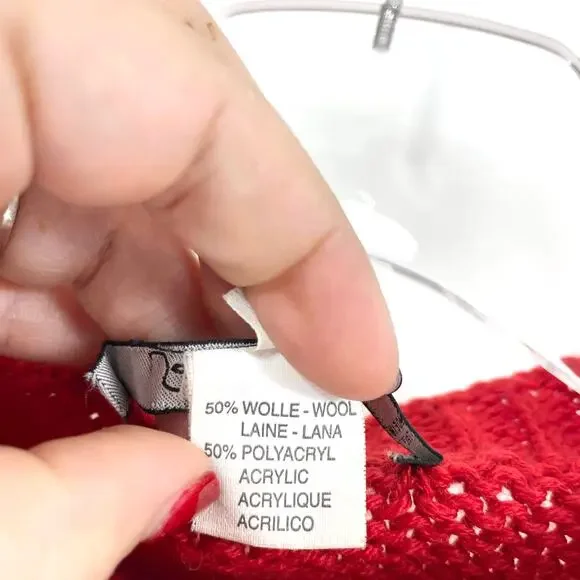 50% WOLLE - WOOL
LAINE - LANA
50% POLYACRYL
ACRYLIC
ACRYLIQUE
ACRILICO